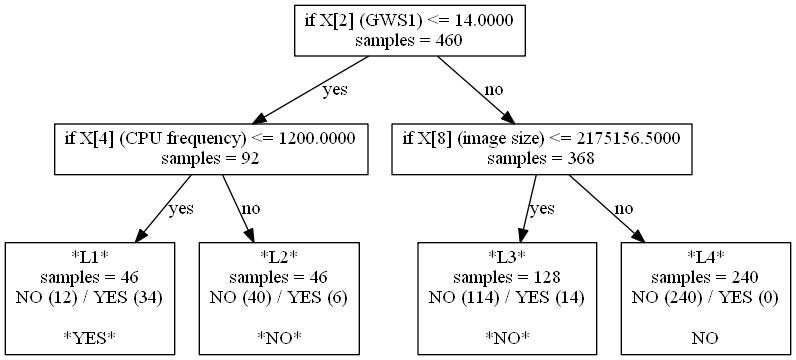 if X[2] (GWS1) <= 14.0000
samples = 460
yes
no
if X[4] (CPU frequency) <= 1200.0000
samples = 92
if X[8] (image size) <= 2175156.5000
samples = 368
yes
no
yes
no
*L1*
samples = 46
NO (12) / YES (34)
*YES*
*L2*
samples = 46
NO (40) / YES (6)
*NO*
*L3*
samples = 128
NO (114) / YES (14)
*NO*
*L4*
samples = 240
NO (240) / YES (0)
NO